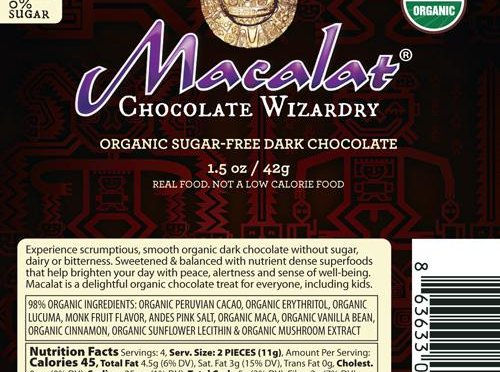 0%
SUGAR
ORGANIC
Macalat®
CHOCOLATE WIZARDRY
ORGANIC SUGAR-FREE DARK CHOCOLATE
1.5 oz / 42g
REAL FOOD. NOT A LOW CALORIE FOOD
Experience scrumptious, smooth organic dark chocolate without sugar,
dairy or bitterness. Sweetened & balanced with nutrient dense superfoods
that help brighten your day with peace, alertness and sense of well-being.
Macalat is a delightful organic chocolate treat for everyone, including kids.
98% ORGANIC INGREDIENTS: ORGANIC PERUVIAN CACAO, ORGANIC ERYTHRITOL, ORGANIC
LUCUMA, MONK FRUIT FLAVOR, ANDES PINK SALT, ORGANIC MACA, ORGANIC VANILLA BEAN,
ORGANIC CINNAMON, ORGANIC SUNFLOWER LECITHIN & ORGANIC MUSHROOM EXTRACT
Nutrition Facts Servings: 4, Serv. Size: 2 PIECES (11g), Amount Per Serving:
Calories 45, Total Fat 4.5g (6% DV), Sat. Fat 3g (15% DV), Trans Fat 0g, Cholest.
8 63633 0